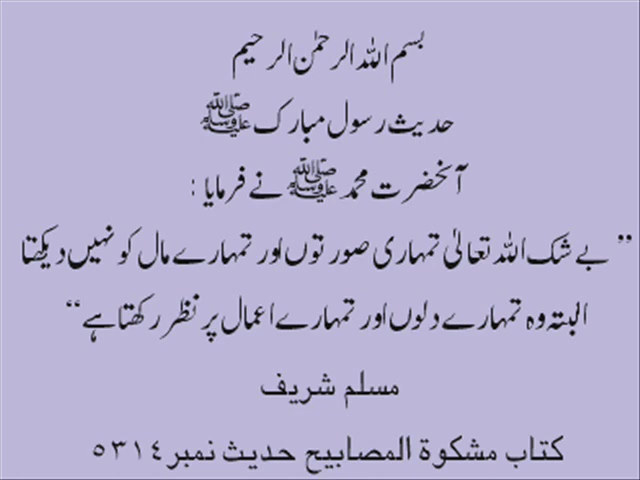 بسم اللہ الرحمٰن الرحیم
حدیث رسول مبارک ﷺ
آنحضرت محمد ﷺ نے فرمایا :
” بے شک اللہ تعالیٰ تمہاری صورتوں اور تمہارے مال کو نہیں دیکھتا
البتہ وہ تمہارے دلوں اور تمہارے اعمال پر نظر رکھتا ہے “
مسلم شریف
کتاب مشکوة المصابیح حدیث نمبر ٥٣١٤